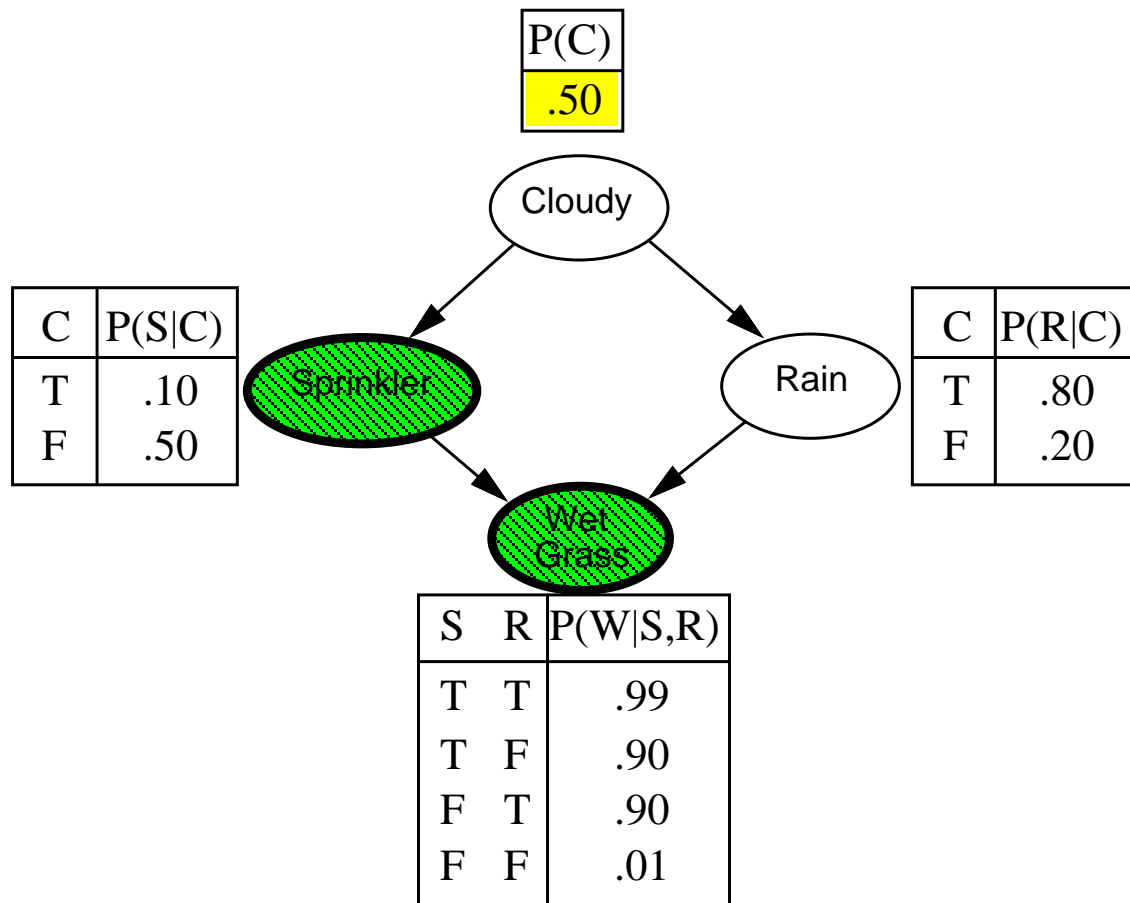 P(C)
.50
Cloudy
C P(S|C)
T .10
F .50
Sprinkler
Rain
C P(R|C)
T .80
F .20
Wet
Grass
S R P(W|S,R)
T T .99
T F .90
F T .90
F F .01